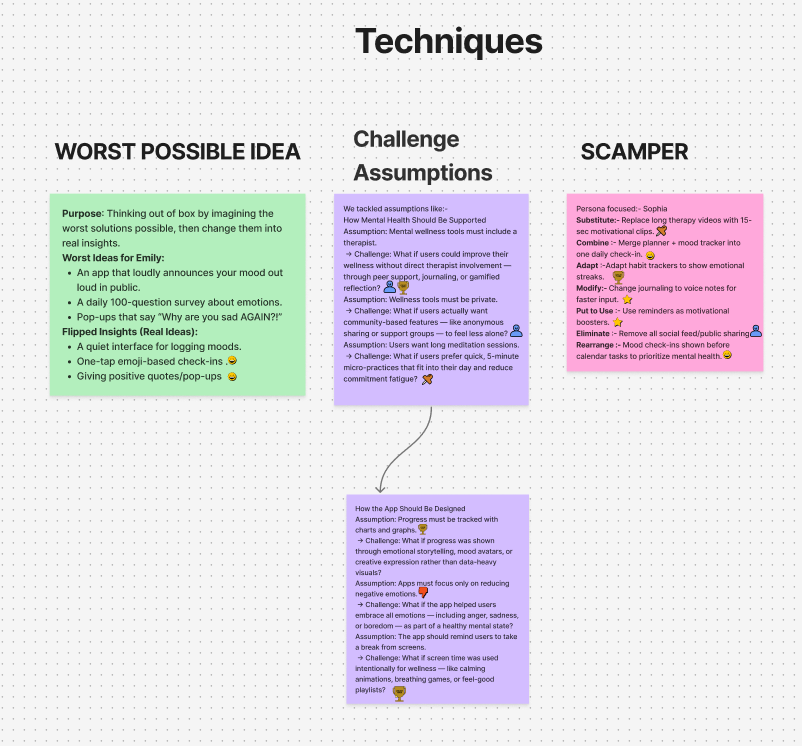 Techniques
WORST POSSIBLE IDEA
Purpose: Thinking out of box by imagining the
worst solutions possible, then change them into
real insights.
Worst Ideas for Emily:
• An app that loudly announces your mood out
loud in public.
• A daily 100-question survey about emotions.
• Pop-ups that say “Why are you sad AGAIN?!”
Flipped Insights (Real Ideas):
• A quiet interface for logging moods.
• One-tap emoji-based check-ins
• Giving positive quotes/pop-ups
Challenge
Assumptions
We tackled assumptions like:-
How Mental Health Should Be Supported
Assumption: Mental wellness tools must include a
therapist.
→ Challenge: What if users could improve their
wellness without direct therapist involvement —
through peer support, journaling, or gamified
reflection?
Assumption: Wellness tools must be private.
→ Challenge: What if users actually want
community-based features — like anonymous
sharing or support groups — to feel less alone?
Assumption: Users want long meditation sessions.
→ Challenge: What if users prefer quick, 5-minute
micro-practices that fit into their day and reduce
commitment fatigue?
How the App Should Be Designed
Assumption: Progress must be tracked with
charts and graphs.
→ Challenge: What if progress was shown
through emotional storytelling, mood avatars, or
creative expression rather than data-heavy
visuals?
Assumption: Apps must focus only on reducing
negative emotions.
→ Challenge: What if the app helped users
embrace all emotions — including anger, sadness,
or boredom — as part of a healthy mental state?
Assumption: The app should remind users to take
a break from screens.
→ Challenge: What if screen time was used
intentionally for wellness — like calming
animations, breathing games, or feel-good
playlists?
SCAMPER
Persona focused:- Sophia
Substitute:- Replace long therapy videos with 15-
sec motivational clips.
Combine :- Merge planner + mood tracker into
one daily check-in.
Adapt :-Adapt habit trackers to show emotional
streaks.
Modify:- Change journaling to voice notes for
faster input.
Put to Use :- Use reminders as motivational
boosters.
Eliminate :- Remove all social feed/public sharing
Rearrange :- Mood check-ins shown before
calendar tasks to prioritize mental health.